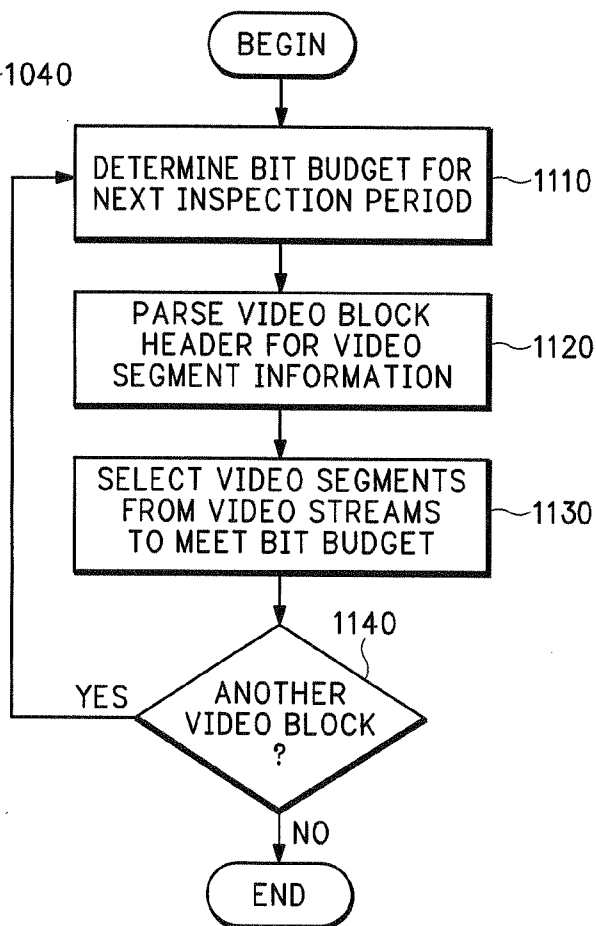 BEGIN
1040
DETERMINE BIT BUDGET FOR
NEXT INSPECTION PERIOD
1110
PARSE VIDEO BLOCK
HEADER FOR VIDEO
SEGMENT INFORMATION
1120
SELECT VIDEO SEGMENTS
FROM VIDEO STREAMS
TO MEET BIT BUDGET
1130
1140
YES
ANOTHER
VIDEO BLOCK
?
NO
END